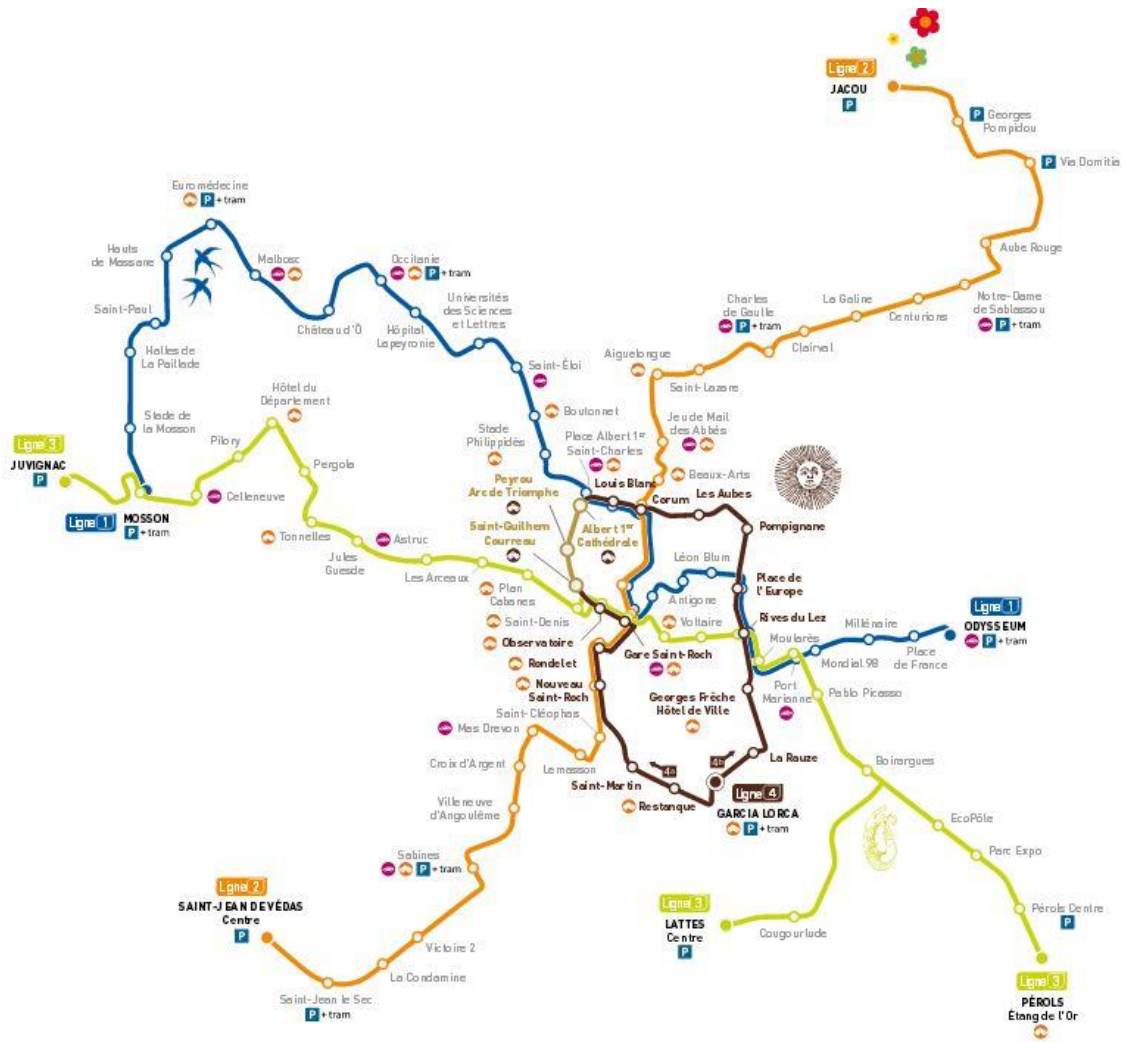 Ligne 2
JACOU
P
P Georges
Pompidou
P Via Domitia
Aube Rouge
Notre-Dame
de Sablassou
P + tram
Centurions
La Galine
Clairval
Charles
de Gaulle
P + tram
Saint-Lazare
Aiguelongue
Jeu de Mail
des Abbés
Beaux-Arts
Euromédecine
P + tram
Hauts
de Massane
Malbosc
Occitanie
P + tram
Saint-Paul
Château d'Ô
Hôpital
Lapeyronie
Universités
des Sciences
et Lettres
Halles de
La Paillade
Saint-Éloi
Boutonnet
Stade de
la Mosson
Hôtel du
Département
Stade
Philippidès
Place Albert 1er
Saint-Charles
Ligne 3
JUVIGNAC
P
Pilory
Pergola
Ligne 1
MOSSON
P + tram
Celleneuve
Tonnelles
Jules
Guesde
Astruc
Les Arceaux
Plan
Cabanes
Saint-Denis
Peyrou
Arc de Triomphe
Louis Blanc
Corum
Les Aubes
Pompignane
Saint-Guilhem
Courreau
Albert 1er
Cathédrale
Léon Blum
Antigone
Place de
l'Europe
Voltaire
Rives du Lez
Moularès
Millénaire
Ligne 1
ODYSSEUM
P + tram
Mondial 98
Place
de France
Observatoire
Rondelet
Gare Saint-Roch
Nouveau
Saint-Roch
Georges Frêche
Hôtel de Ville
Port
Marianne
Pablo Picasso
Saint-Cléophas
Mas Drevon
Lemasson
Croix d'Argent
Saint-Martin
4a
4b
La Rauze
Boirargues
Villeneuve
d'Angoulême
Restanque
Ligne 4
GARCIA LORCA
P + tram
EcoPôle
Parc Expo
Sabines
P + tram
Ligne 2
SAINT-JEAN DE VÉDAS
Centre
P
Victoire 2
La Condamine
Saint-Jean le Sec
P + tram
Ligne 3
LATTES
Centre
P
Cougourlude
Pérols Centre
P
Ligne 3
PÉROLS
Étang de l'Or